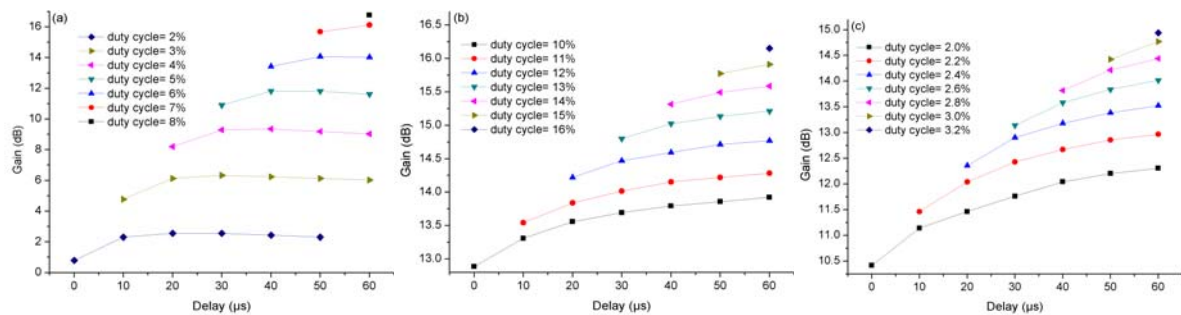 (a)
duty cycle= 2%
duty cycle= 3%
duty cycle= 4%
duty cycle= 5%
duty cycle= 6%
duty cycle= 7%
duty cycle= 8%
Gain (dB)
16
14
12
10
8
6
4
2
0
0 10 20 30 40 50 60
Delay (μs)
(b)
duty cycle= 10%
duty cycle= 11%
duty cycle= 12%
duty cycle= 13%
duty cycle= 14%
duty cycle= 15%
duty cycle= 16%
Gain (dB)
16.5
16.0
15.5
15.0
14.5
14.0
13.5
13.0
0 10 20 30 40 50 60
Delay (μs)
(c)
duty cycle= 2.0%
duty cycle= 2.2%
duty cycle= 2.4%
duty cycle= 2.6%
duty cycle= 2.8%
duty cycle= 3.0%
duty cycle= 3.2%
Gain (dB)
15.0
14.5
14.0
13.5
13.0
12.5
12.0
11.5
11.0
10.5
0 10 20 30 40 50 60
Delay (μs)